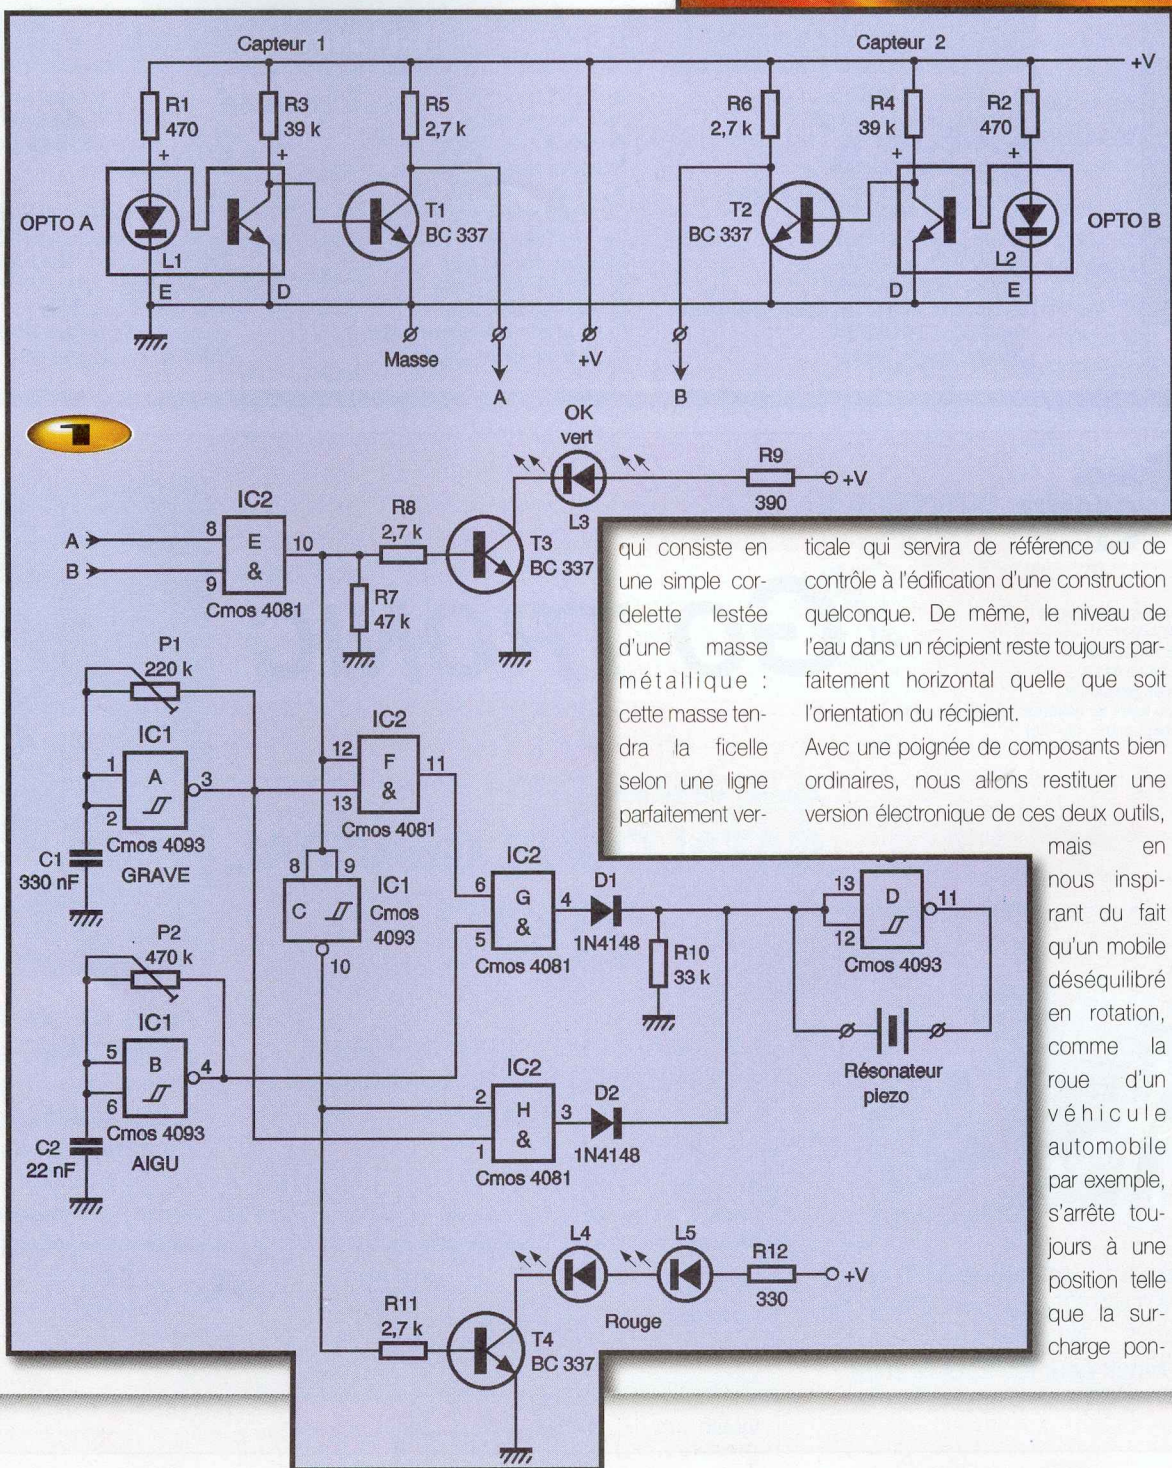 Capteur 1
Capteur 2
+V
R1
470
R3
39 k
R5
2,7 k
R6
2,7 k
R4
39 k
R2
470
+
+
+
+
OPTO A
L1
T1
BC 337
T2
BC 337
L2
OPTO B
E
D
D
E
Masse
A
+V
B
1
OK
vert
R9
390
+V
L3
IC2
A
B
8
9
E
&
10
Cmos 4081
R8
2,7 k
T3
BC 337
R7
47 k
P1
220 k
IC1
1
2
A
3
Cmos 4093
C1
330 nF
GRAVE
IC2
12
13
F
&
11
Cmos 4081
8
9
C
IC1
Cmos
4093
10
P2
470 k
IC1
5
6
B
4
Cmos 4093
C2
22 nF
AIGU
IC2
6
5
G
&
4
Cmos 4081
D1
1N4148
R10
33 k
13
12
D
11
Cmos 4093
Résonateur
piezo
IC2
2
1
H
&
3
Cmos 4081
D2
1N4148
L4
L5
R12
330
+V
Rouge
R11
2,7 k
T4
BC 337
qui consiste en
une simple cor-
delette lestée
d'une masse
métallique :
cette masse ten-
dra la ficelle
selon une ligne
parfaitement ver-
ticale qui servira de référence ou de
contrôle à l'édification d'une construction
quelconque. De même, le niveau de
l'eau dans un récipient reste toujours par-
faitement horizontal quelle que soit
l'orientation du récipient.
Avec une poignée de composants bien
ordinaires, nous allons restituer une
version électronique de ces deux outils,
mais en
nous inspi-
rant du fait
qu'un mobile
déséquilibré
en rotation,
comme la
roue d'un
véhicule
automobile
par exemple,
s'arrête tou-
jours à une
position telle
que la sur-
charge pon-